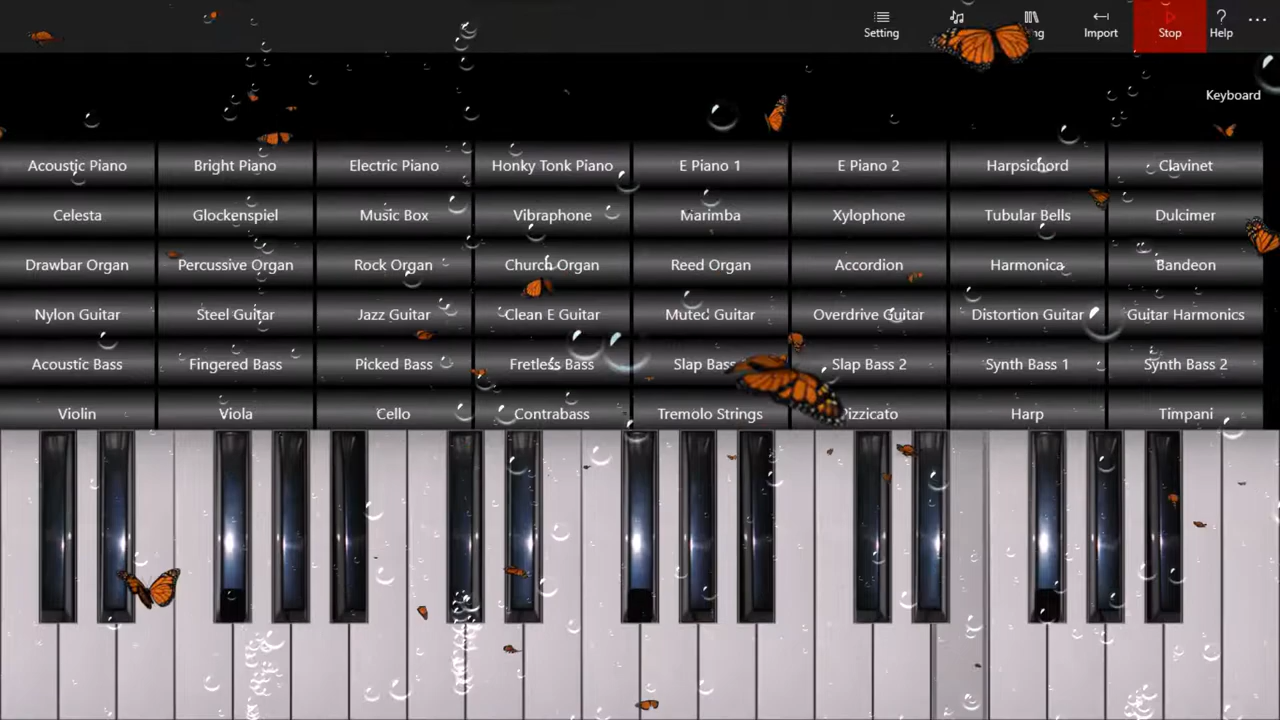 Setting Import Stop Help
Keyboard
Acoustic Piano Bright Piano Electric Piano Honky Tonk Piano E Piano 1 E Piano 2 Harpsichord Clavinet
Celesta Glockenspiel Music Box Vibraphone Marimba Xylophone Tubular Bells Dulcimer
Drawbar Organ Percussive Organ Rock Organ Church Organ Reed Organ Accordion Harmonica Bandeon
Nylon Guitar Steel Guitar Jazz Guitar Clean E Guitar Muted Guitar Overdrive Guitar Distortion Guitar Guitar Harmonics
Acoustic Bass Fingered Bass Picked Bass Fretless Bass Slap Bass Slap Bass 2 Synth Bass 1 Synth Bass 2
Violin Viola Cello Contrabass Tremolo Strings Pizzicato Harp Timpani